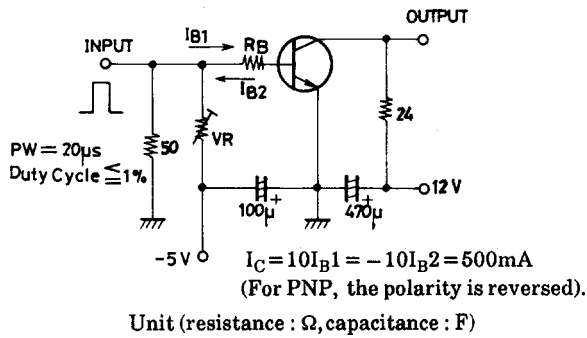 OUTPUT
INPUT
IB1
RB
IB2
VR
50
24
PW=20μs
Duty Cycle≦1%
100μ
+
470μ
+
12V
-5V
IC=10IB1=-10IB2=500mA
(For PNP, the polarity is reversed).
Unit (resistance : Ω, capacitance : F)